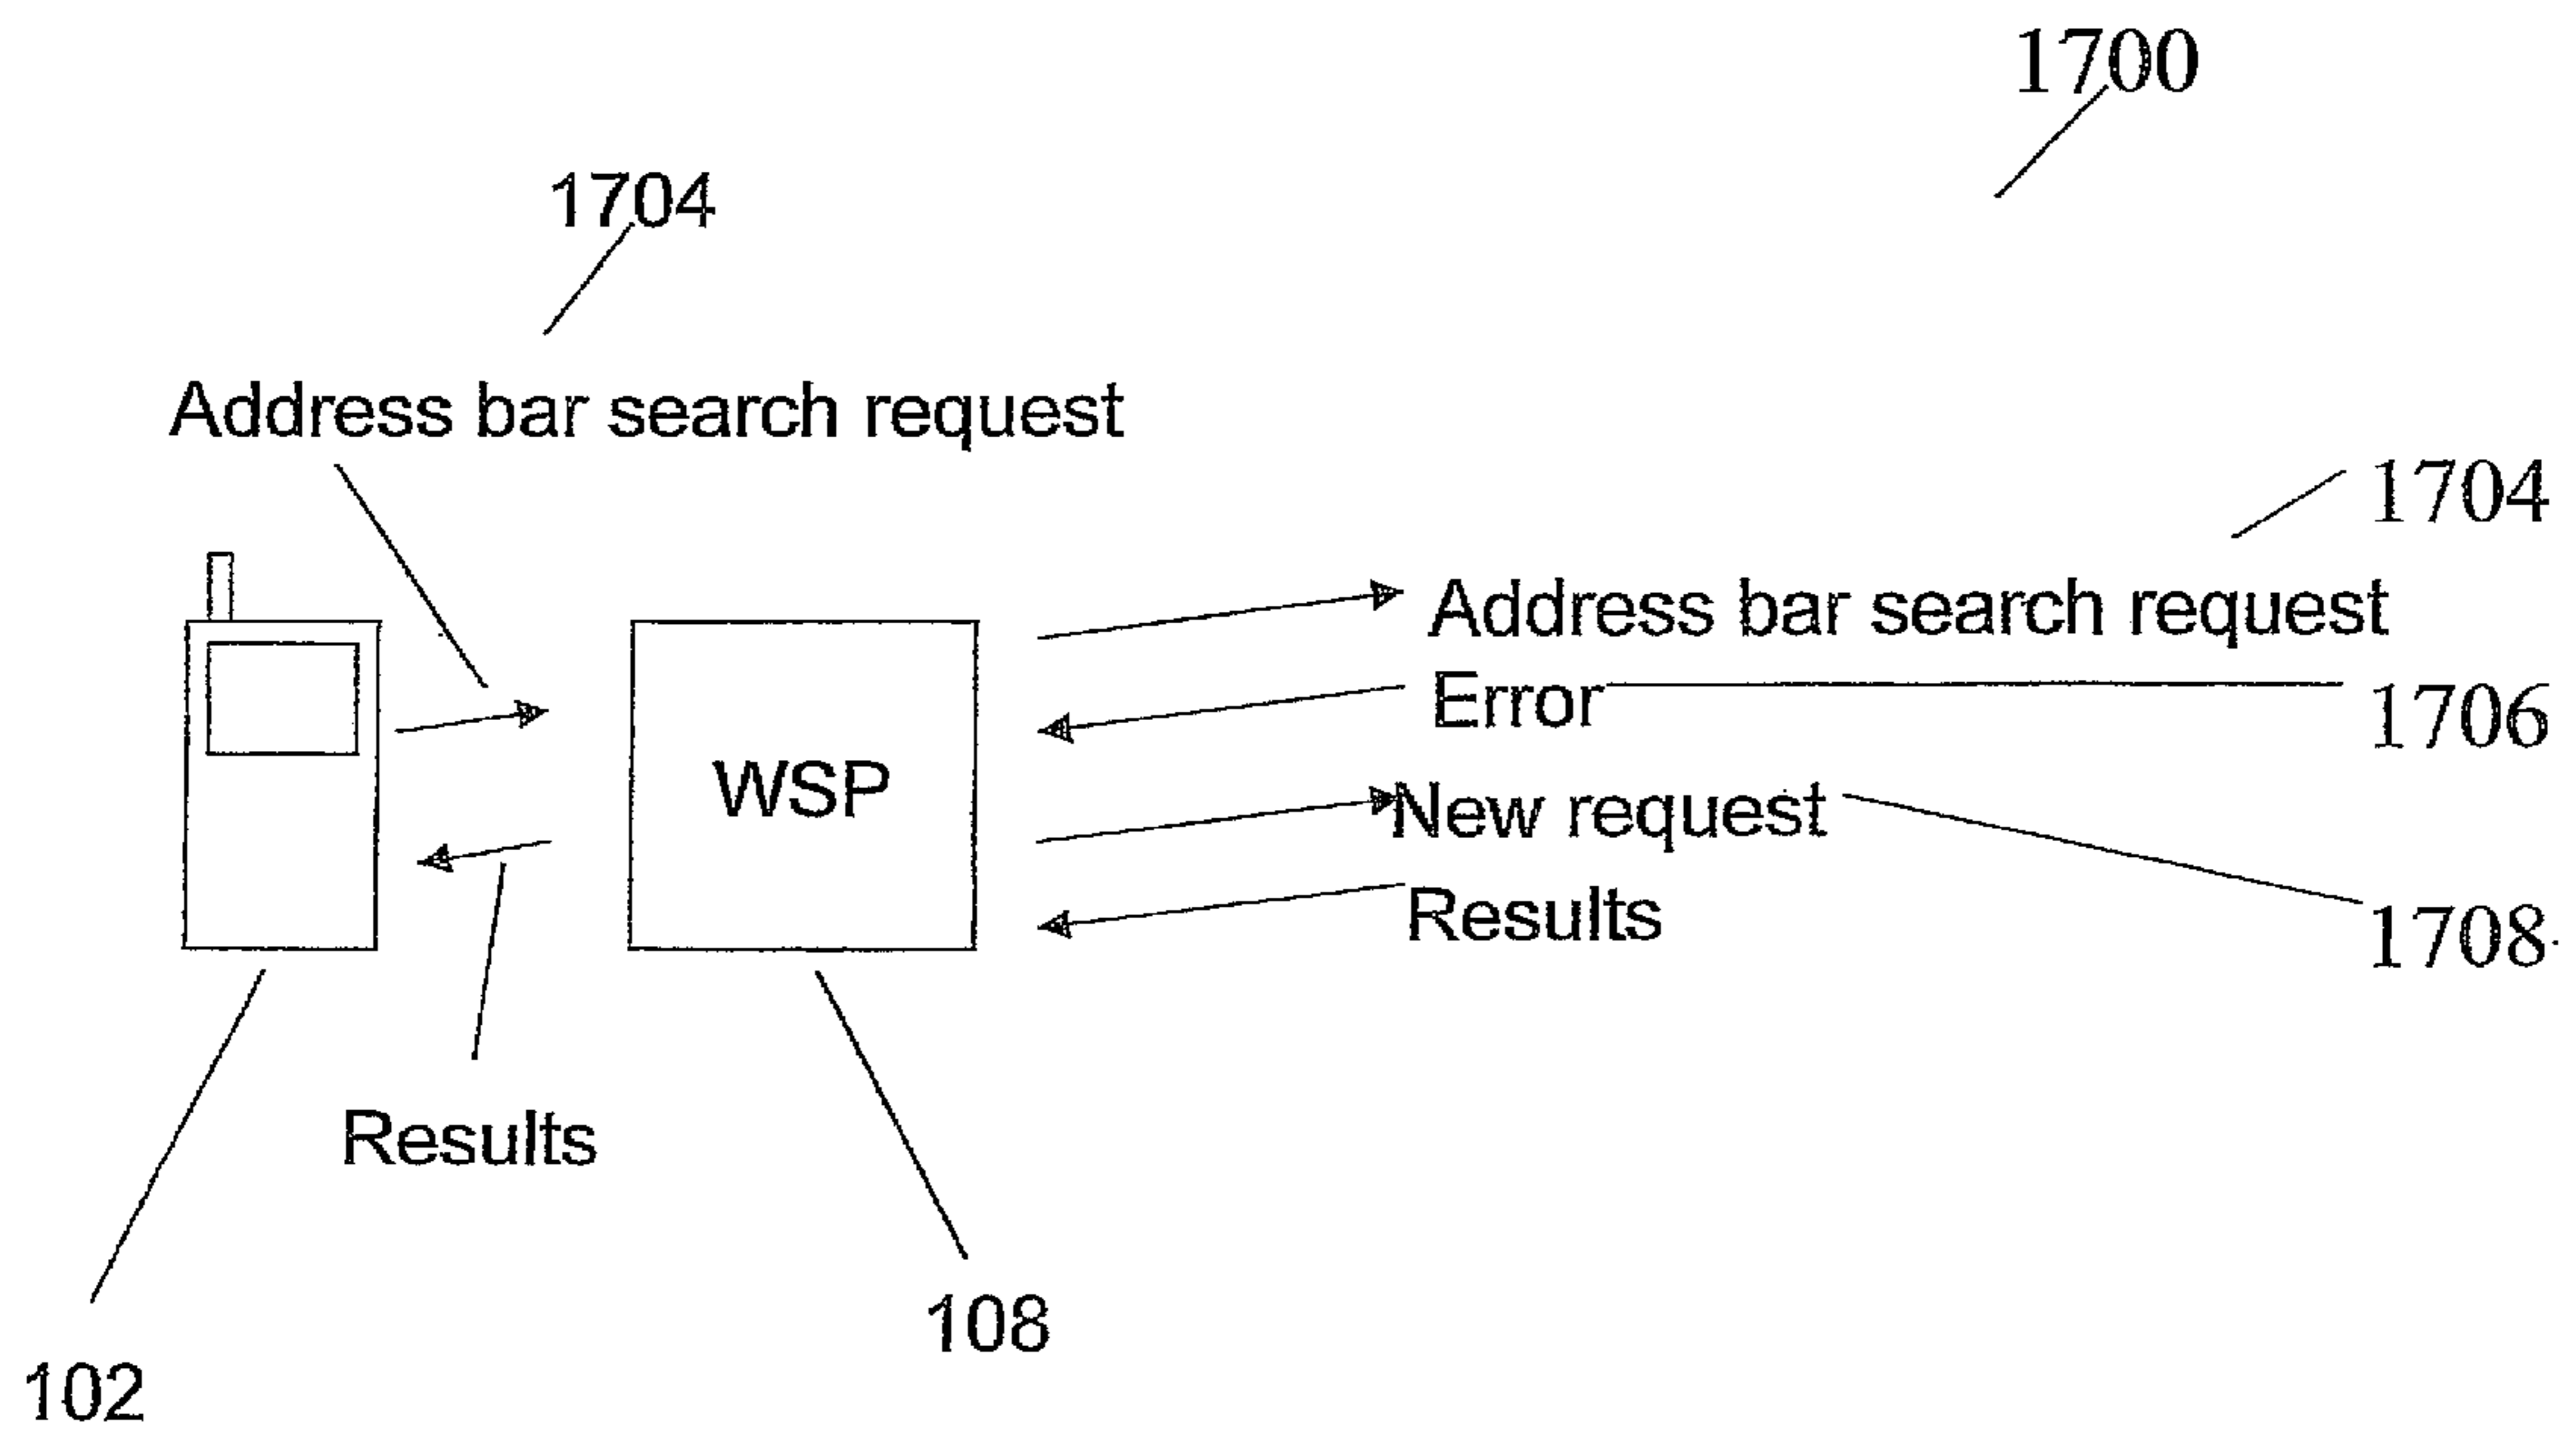 1700
1704
Address bar search request
1704
Address bar search request
Error
1706
WSP
New request
Results
1708
Results
108
102